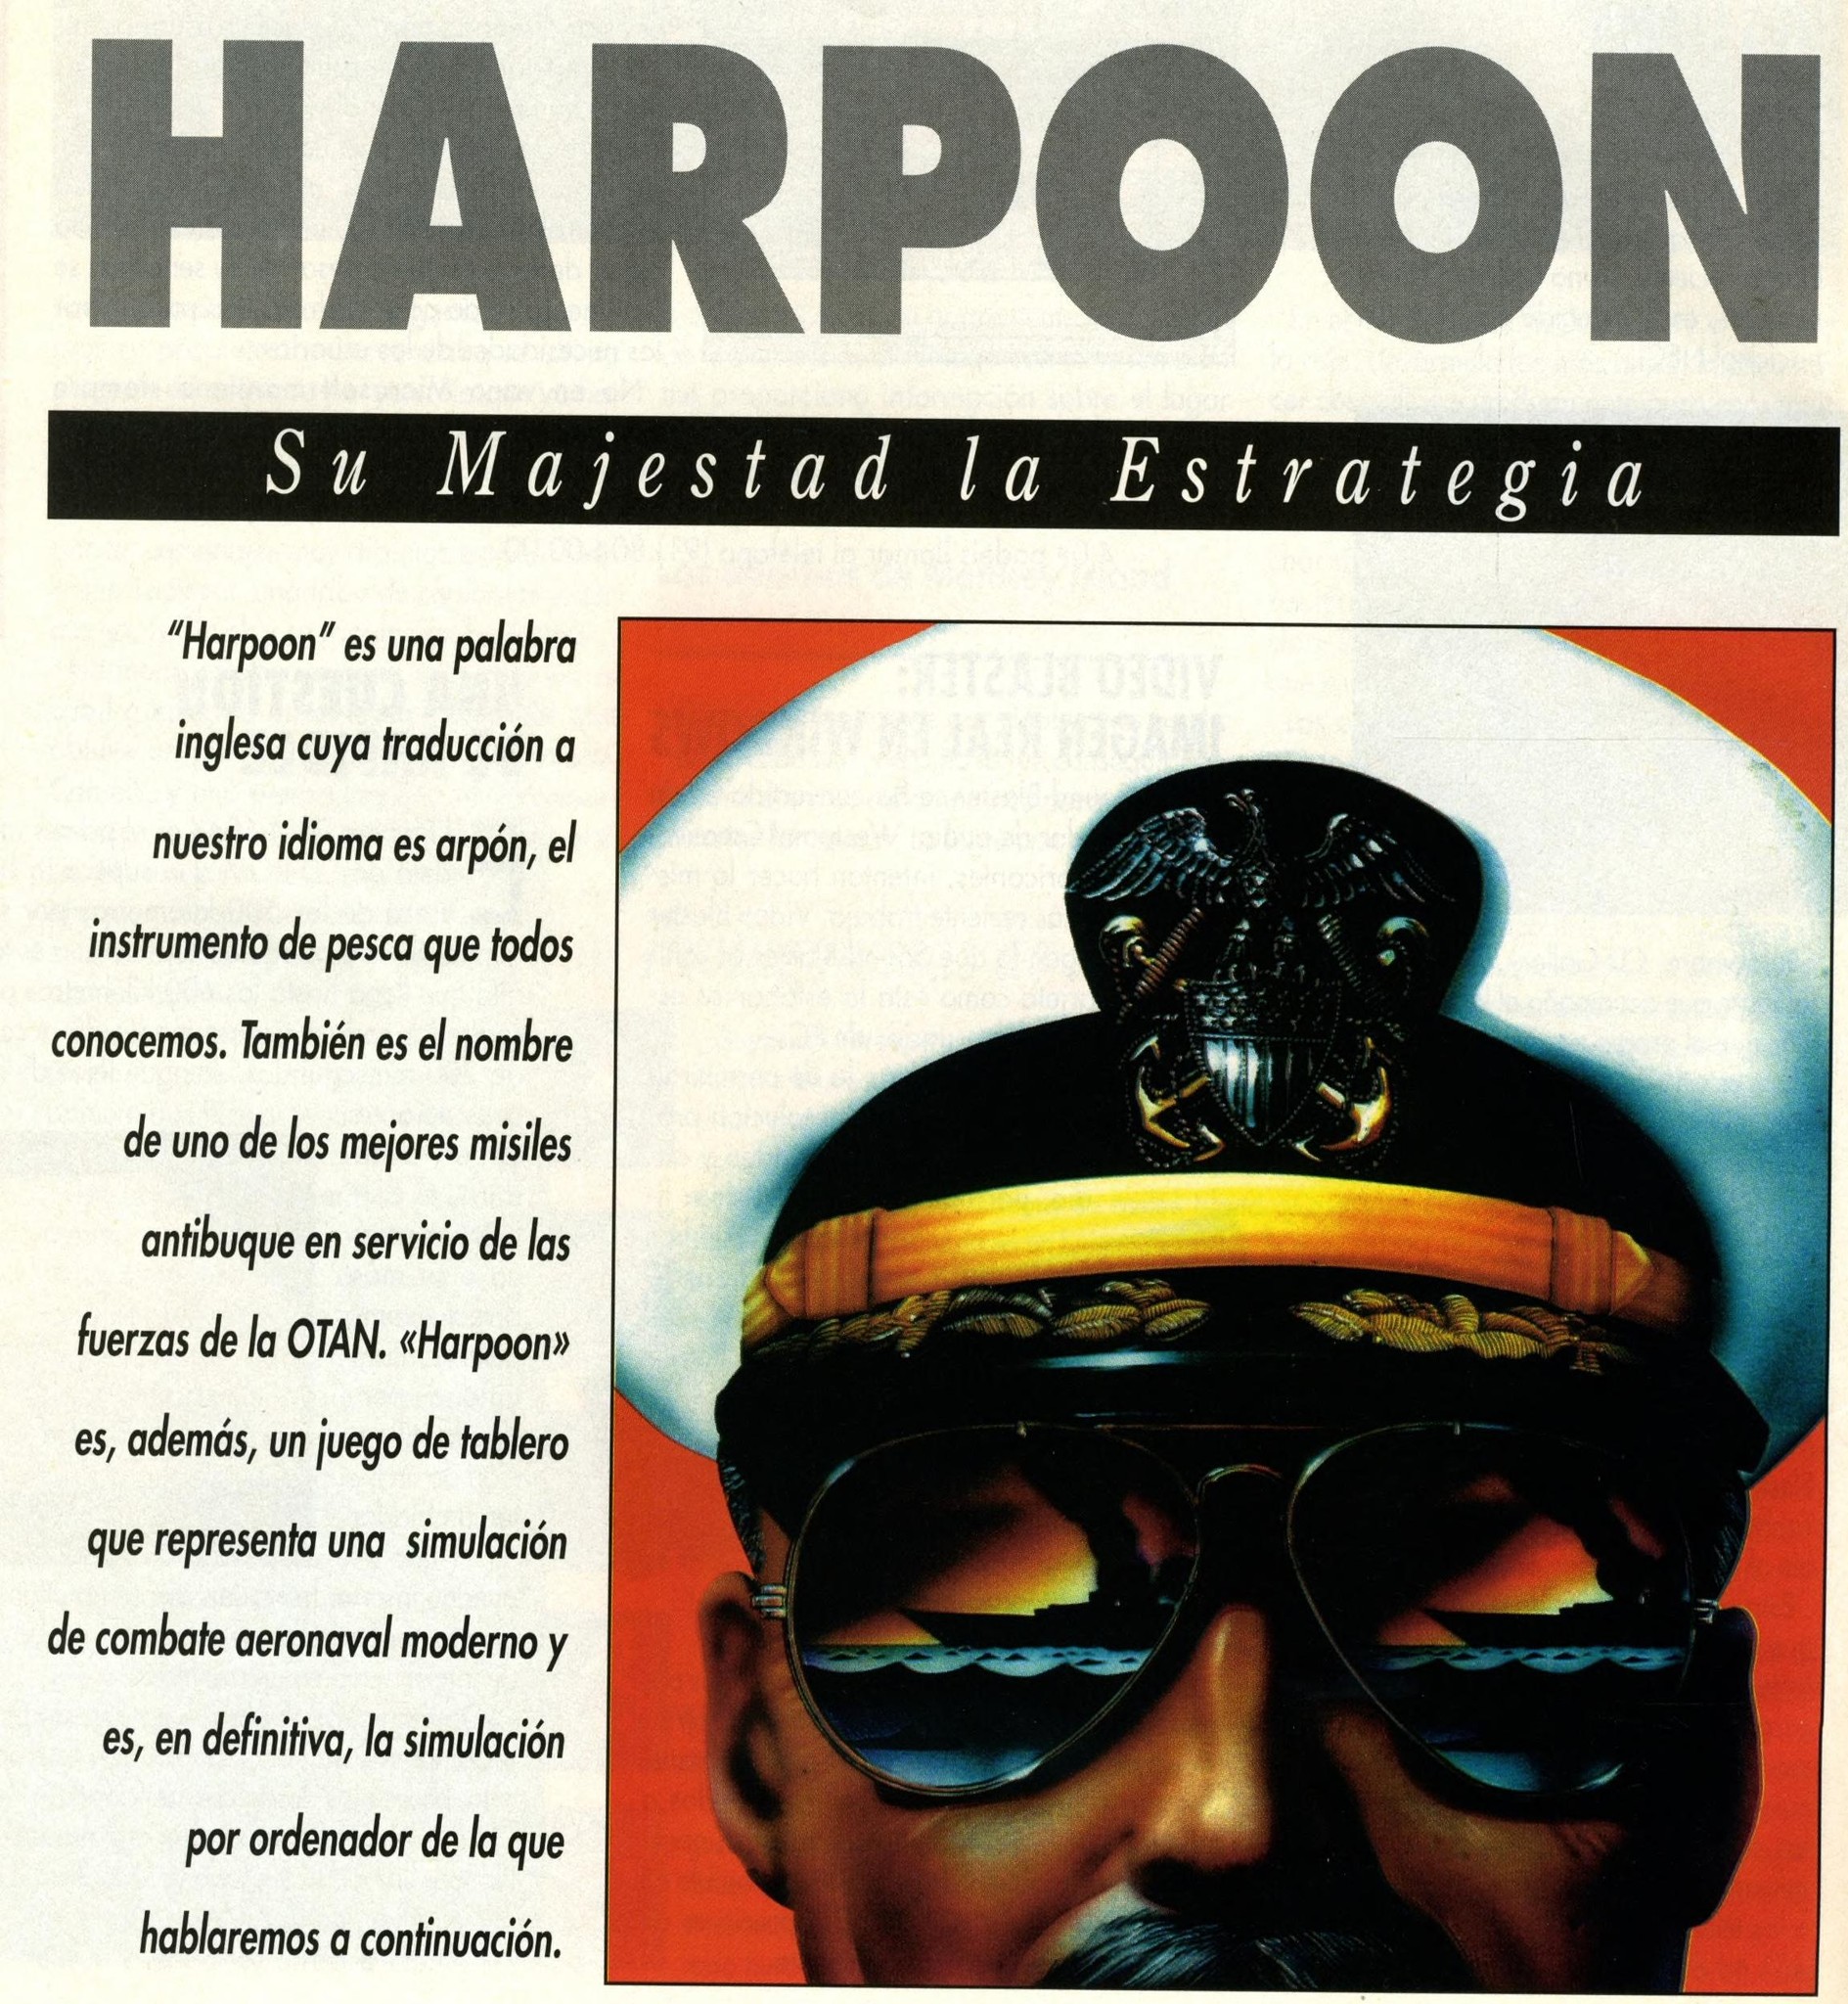 HARPOON
Su Majestad la Estrategia
“Harpoon” es una palabra
inglesa cuya traducción a
nuestro idioma es arpón, el
instrumento de pesca que todos
conocemos. También es el nombre
de uno de los mejores misiles
antibuque en servicio de las
fuerzas de la OTAN. «Harpoon»
es, además, un juego de tablero
que representa una simulación
de combate aeronaval moderno y
es, en definitiva, la simulación
por ordenador de la que
hablaremos a continuación.